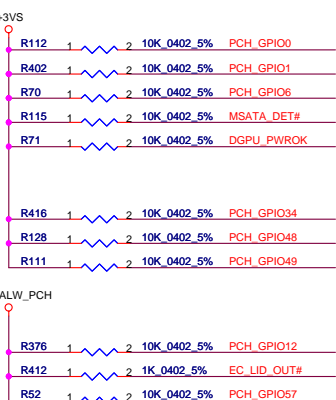 +3VS
R112 1 2 10K_0402_5% PCH_GPIO0
R402 1 2 10K_0402_5% PCH_GPIO1
R70 1 2 10K_0402_5% PCH_GPIO6
R115 1 2 10K_0402_5% MSATA_DET#
R71 1 2 10K_0402_5% DGPU_PWROK
R416 1 2 10K_0402_5% PCH_GPIO34
R128 1 2 10K_0402_5% PCH_GPIO48
R111 1 2 10K_0402_5% PCH_GPIO49
ALW_PCH
R376 1 2 10K_0402_5% PCH_GPIO12
R412 1 2 1K_0402_5% EC_LID_OUT#
R52 1 2 10K_0402_5% PCH_GPIO57